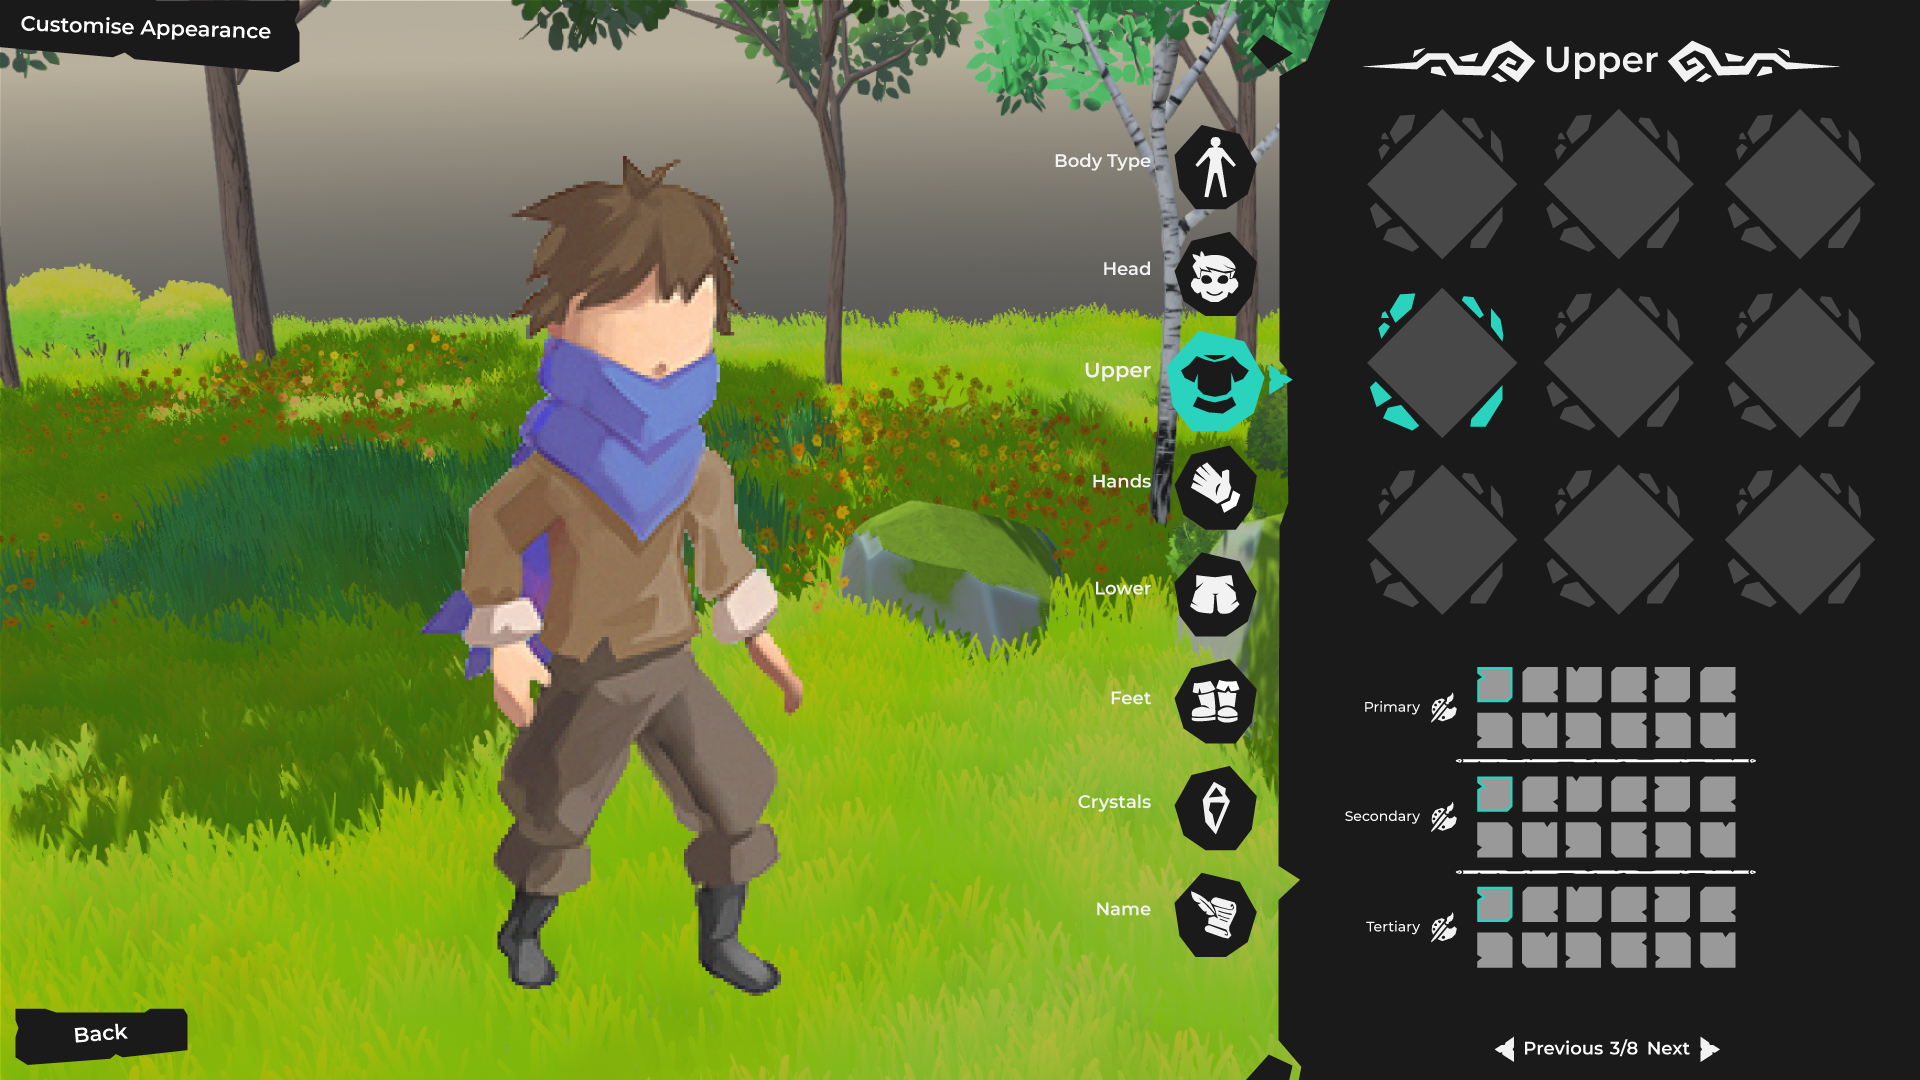 Customise Appearance
Body Type
Head
Upper
Hands
Lower
Feet
Crystals
Name
Back
Upper
Primary
Secondary
Tertiary
Previous 3/8 Next